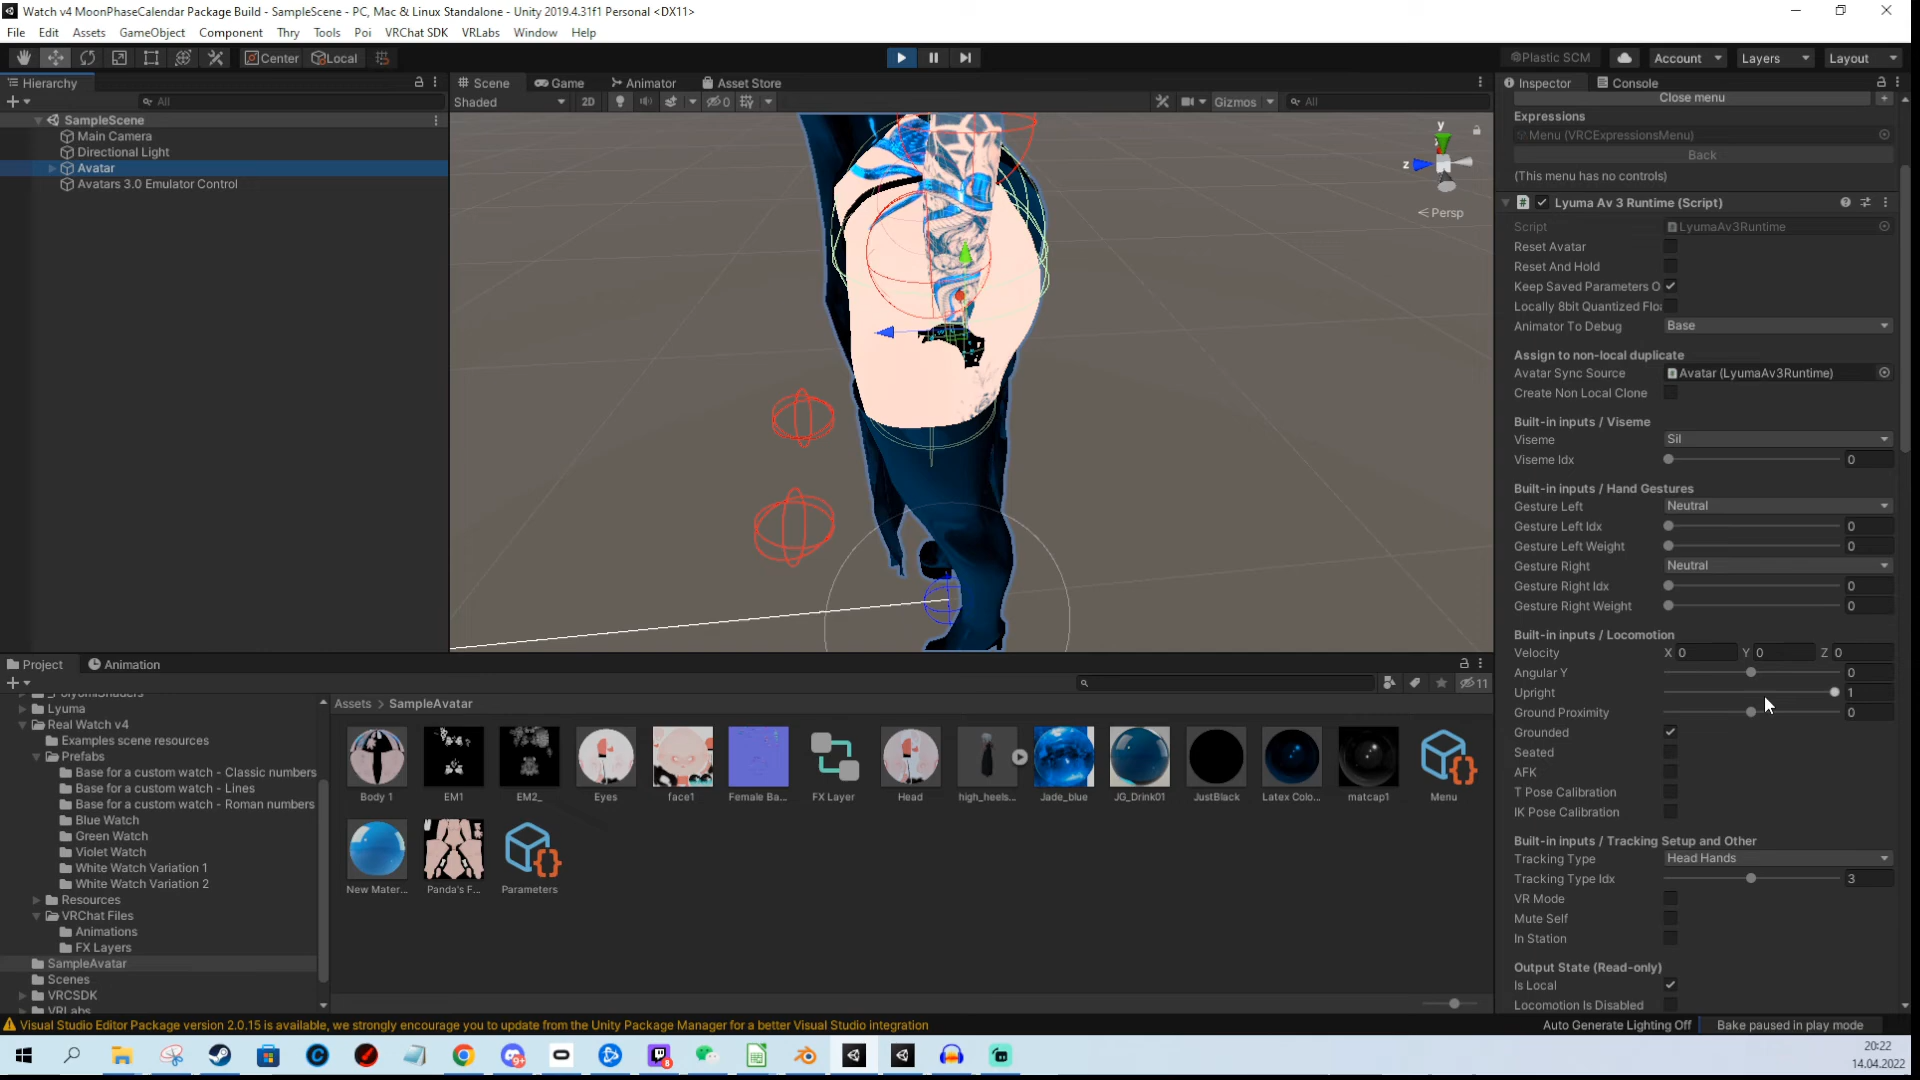 Watch v4 MoonPhaseCalendar Package Build - SampleScene - PC, Mac & Linux Standalone - Unity 2019.4.31f1 Personal <DX11>
File Edit Assets GameObject Component Thry Tools Poi VRChat SDK VRLabs Window Help
Center Local Plastic SCM Account Layers Layout
Hierarchy
All
SampleScene
Main Camera
Directional Light
Avatar
Avatars 3.0 Emulator Control
Scene Game Animator Asset Store
Shaded 2D 0 Gizmos All
y
z
Persp
Inspector Console
Close menu
Expressions
Menu (VRCExpressionsMenu)
Back
(This menu has no controls)
Lyuma Av 3 Runtime (Script)
Script LyumaAv3Runtime
Reset Avatar
Reset And Hold
Keep Saved Parameters O
Locally 8bit Quantized Flo
Animator To Debug Base
Assign to non-local duplicate
Avatar Sync Source Avatar (LyumaAv3Runtime)
Create Non Local Clone
Built-in inputs / Viseme
Viseme Sil
Viseme Idx 0
Built-in inputs / Hand Gestures
Gesture Left Neutral
Gesture Left Idx 0
Gesture Left Weight 0
Gesture Right Neutral
Gesture Right Idx 0
Gesture Right Weight 0
Built-in inputs / Locomotion
Velocity X 0 Y 0 Z 0
Angular Y 0
Upright 1
Ground Proximity 0
Grounded
Seated
AFK
T Pose Calibration
IK Pose Calibration
Built-in inputs / Tracking Setup and Other
Tracking Type Head Hands
Tracking Type Idx 3
VR Mode
Mute Self
In Station
Output State (Read-only)
Is Local
Locomotion Is Disabled
Project Animation
11
Lyuma
Real Watch v4
Examples scene resources
Prefabs
Base for a custom watch - Classic numbers
Base for a custom watch - Lines
Base for a custom watch - Roman numbers
Blue Watch
Green Watch
Violet Watch
White Watch Variation 1
White Watch Variation 2
Resources
VRChat Files
Animations
FX Layers
SampleAvatar
Scenes
VRCSDK
VRLabs
Assets > SampleAvatar
Body 1 EM1 EM2_ Eyes face1 Female Ba... FX Layer Head high_heels... Jade_blue JG_Drink01 JustBlack Latex Colo... matcap1 Menu
New Mater... Panda's F... Parameters
Visual Studio Editor Package version 2.0.15 is available, we strongly encourage you to update from the Unity Package Manager for a better Visual Studio integration
Auto Generate Lighting Off Bake paused in play mode
20:22
14.04.2022